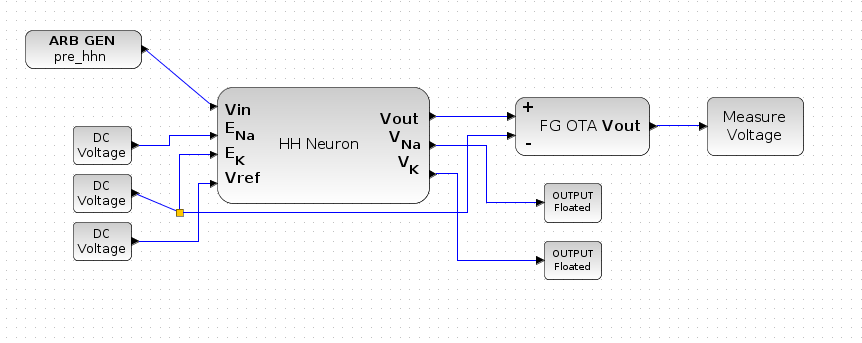 ARB GEN
pre_hhn
DC
Voltage
DC
Voltage
DC
Voltage
Vin
ENa
EK
Vref
HH Neuron
Vout
VNa
VK
+
-
FG OTA Vout
Measure
Voltage
OUTPUT
Floated
OUTPUT
Floated